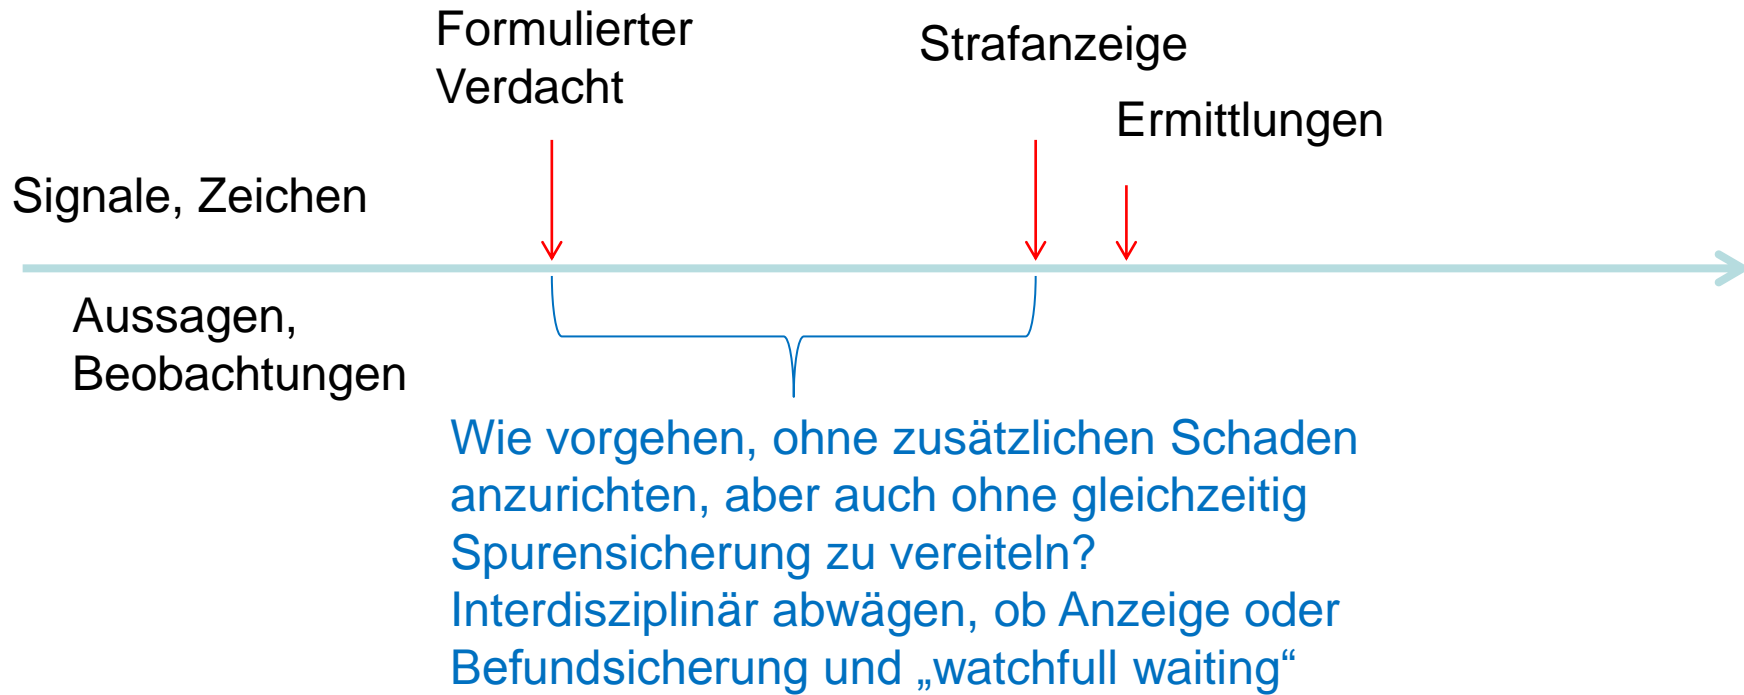 Formulierter
Verdacht
Strafanzeige
Ermittlungen
Signale, Zeichen
Aussagen,
Beobachtungen
Wie vorgehen, ohne zusätzlichen Schaden
anzurichten, aber auch ohne gleichzeitig
Spurensicherung zu vereiteln?
Interdisziplinär abwägen, ob Anzeige oder
Befundsicherung und „watchfull waiting“